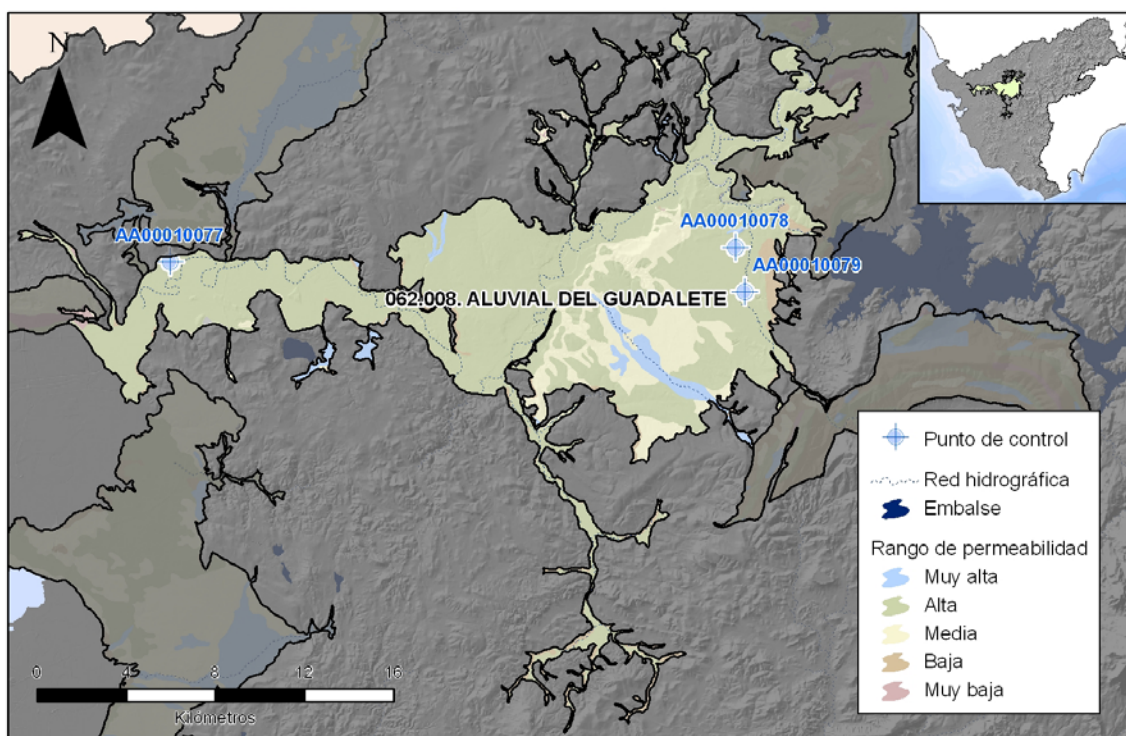 N
AA00010077
AA00010078
AA00010079
062.008. ALUVIAL DEL GUADALETE
Punto de control
Red hidrográfica
Embalse
Rango de permeabilidad
Muy alta
Alta
Media
Baja
Muy baja
0 4 8 12 16
Kilómetros